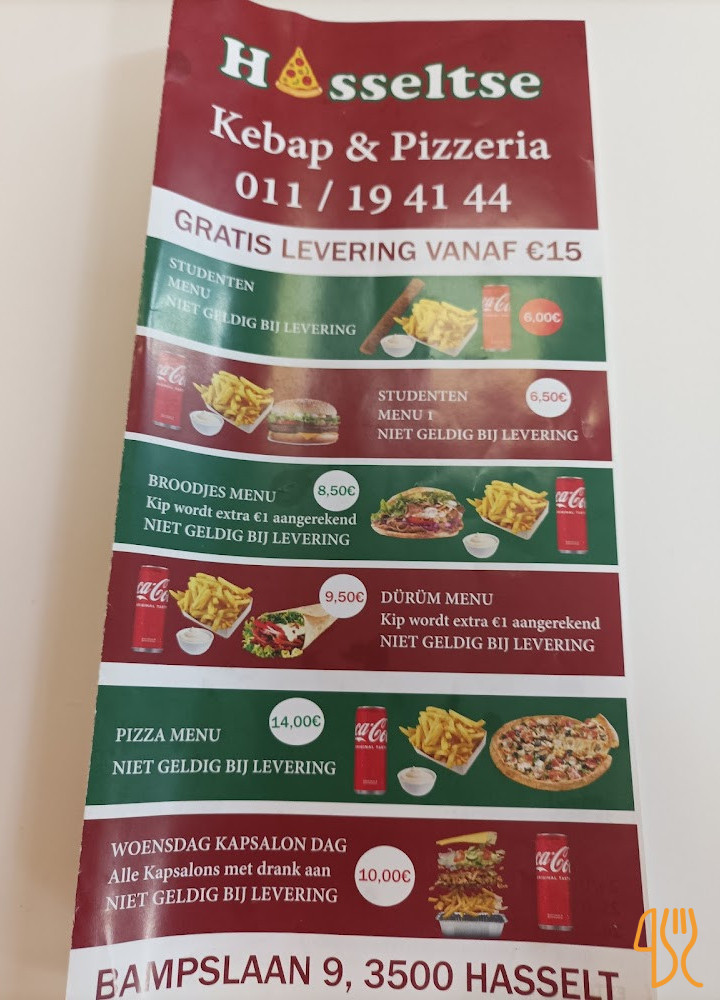 Hasseltse
Kebap & Pizzeria
011 / 19 41 44
GRATIS LEVERING VANAF €15
STUDENTEN
MENU
NIET GELDIG BIJ LEVERING
6,00€
STUDENTEN
MENU 1
NIET GELDIG BIJ LEVERING
6,50€
BROODJES MENU
8,50€
Kip wordt extra €1 aangerekend
NIET GELDIG BIJ LEVERING
9,50€
DÜRÜM MENU
Kip wordt extra €1 aangerekend
NIET GELDIG BIJ LEVERING
PIZZA MENU
14,00€
NIET GELDIG BIJ LEVERING
WOENSDAG KAPSALON DAG
Alle Kapsalons met drank aan
NIET GELDIG BIJ LEVERING
10,00€
BAMPSLAAN 9, 3500 HASSELT